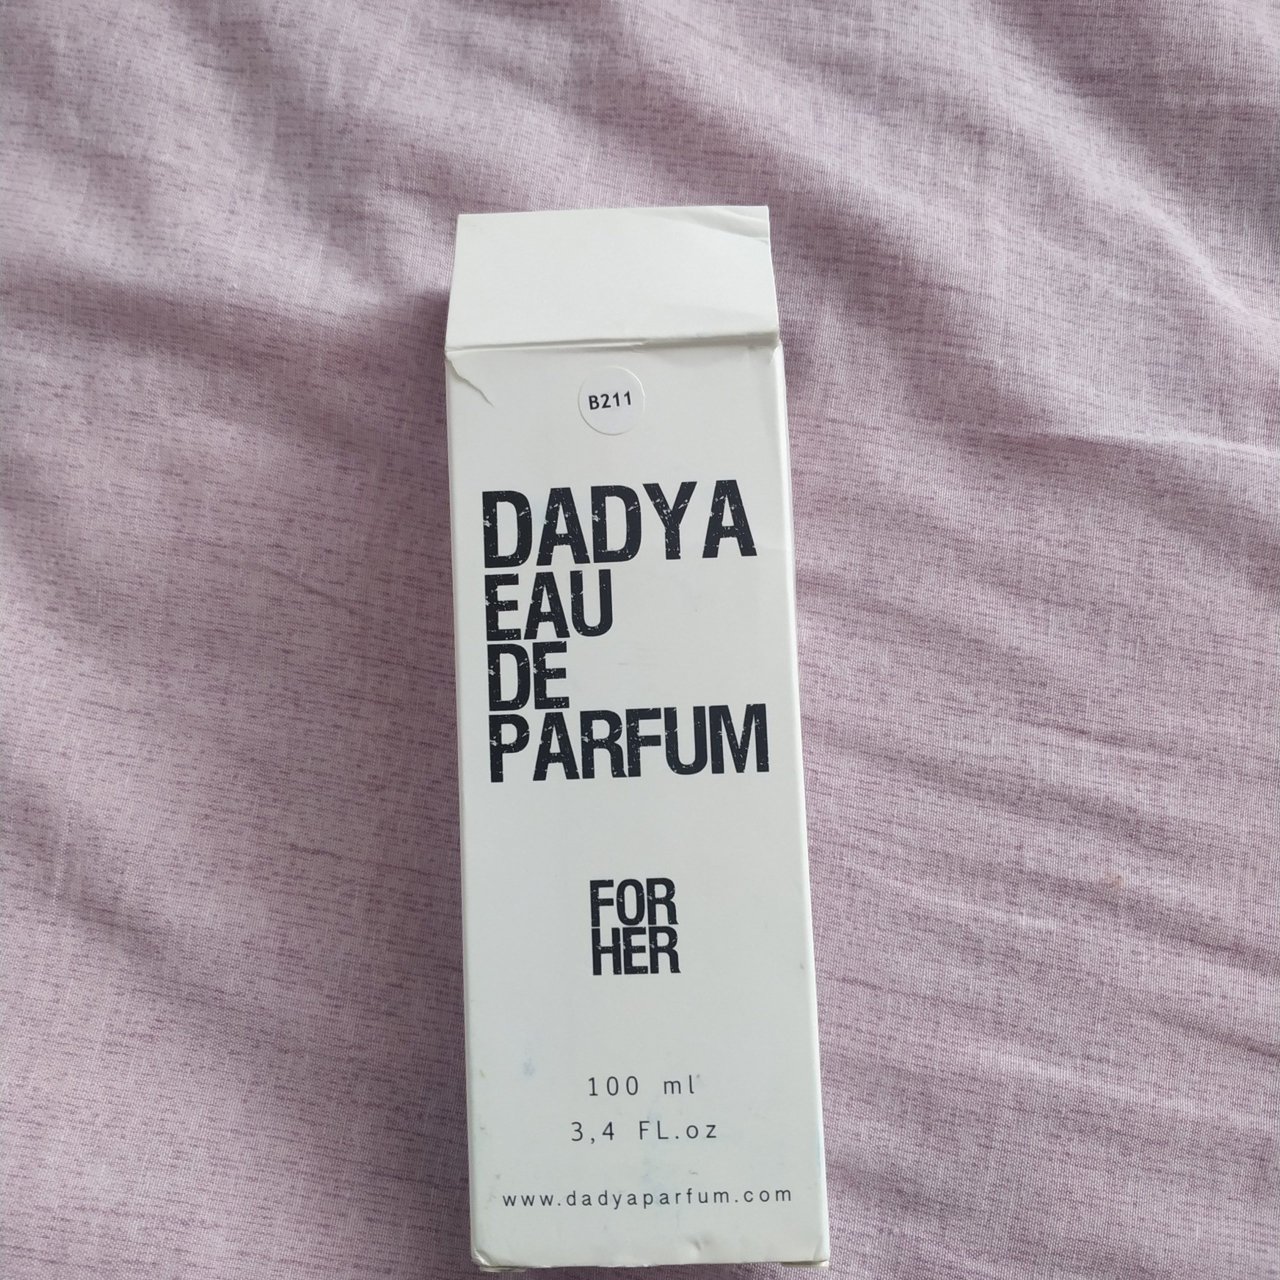 B211
DADYA
EAU
DE
PARFUM
FOR
HER
100 ml
3,4 FL.oz
www.dadyaparfum.com